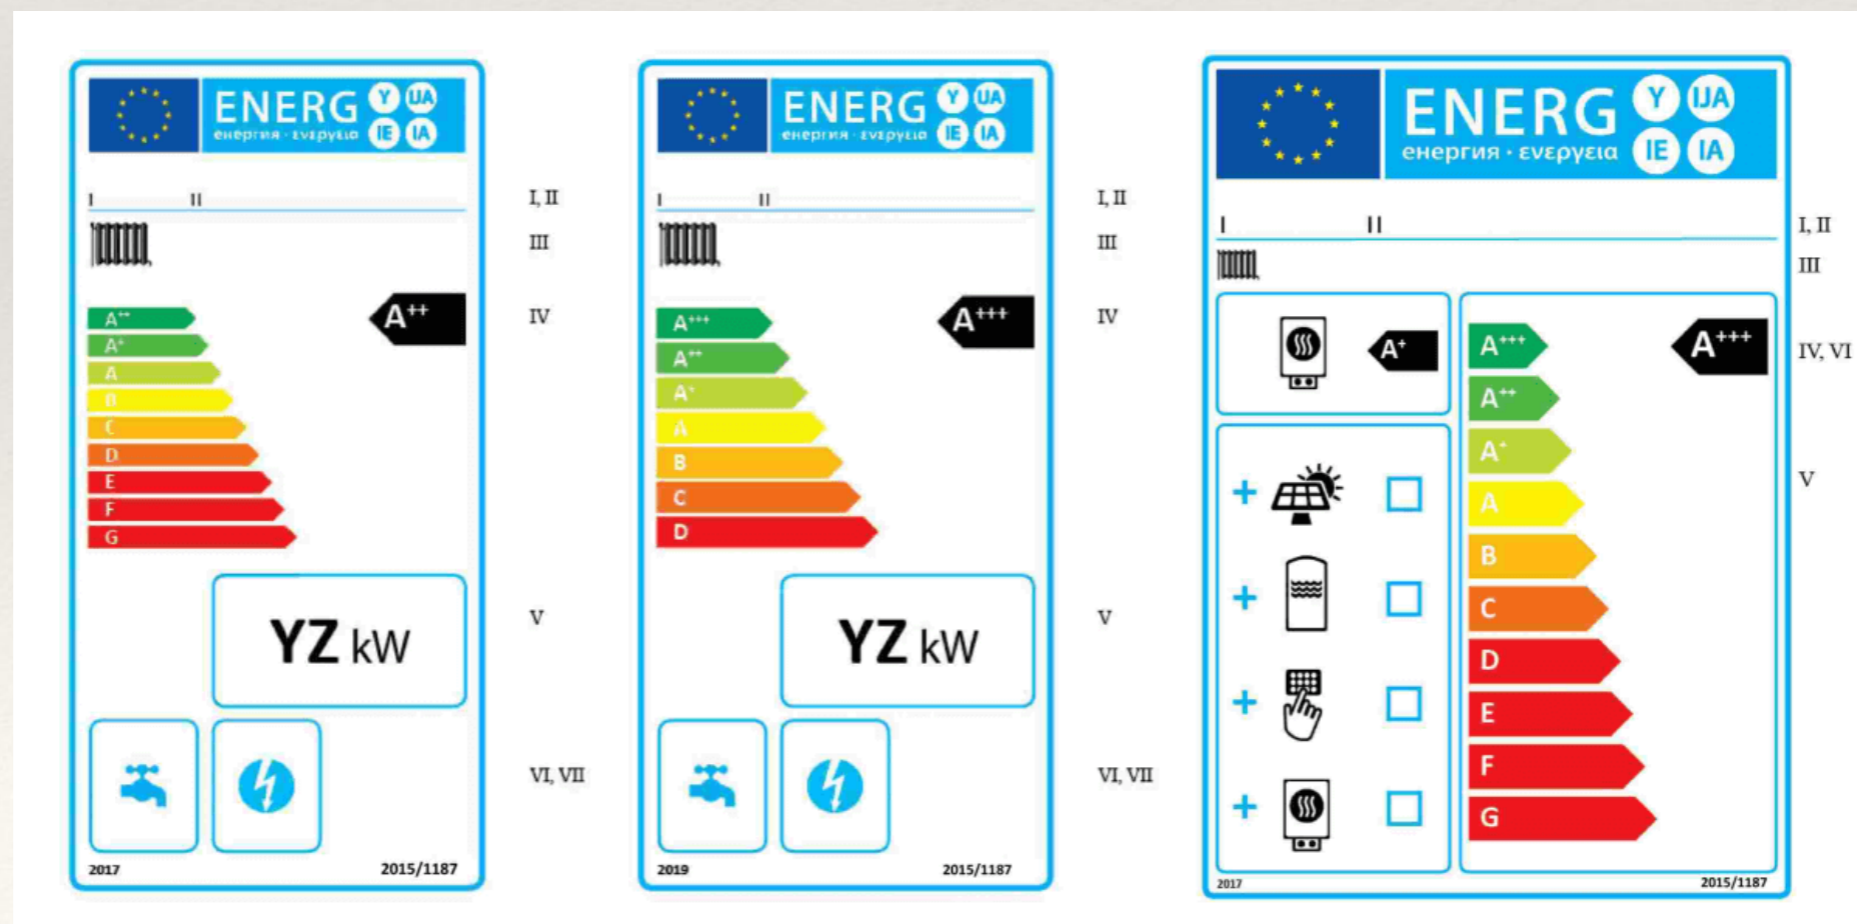 ENERG Y IJA
енергия · ενεργεια IE IA
I II
I, II
III
A++
A+
A
B
C
D
E
F
G
A++
IV
YZ kW
V
VI, VII
2017 2015/1187
ENERG Y IJA
енергия · ενεργεια IE IA
I II
I, II
III
A+++
A++
A+
A
B
C
D
A+++
IV
YZ kW
V
VI, VII
2019 2015/1187
ENERG Y IJA
енергия · ενεργεια IE IA
I II
I, II
III
A+
A+++
A++
A+
A
B
C
D
E
F
G
A+++
IV, VI
V
+
+
+
+
2017 2015/1187